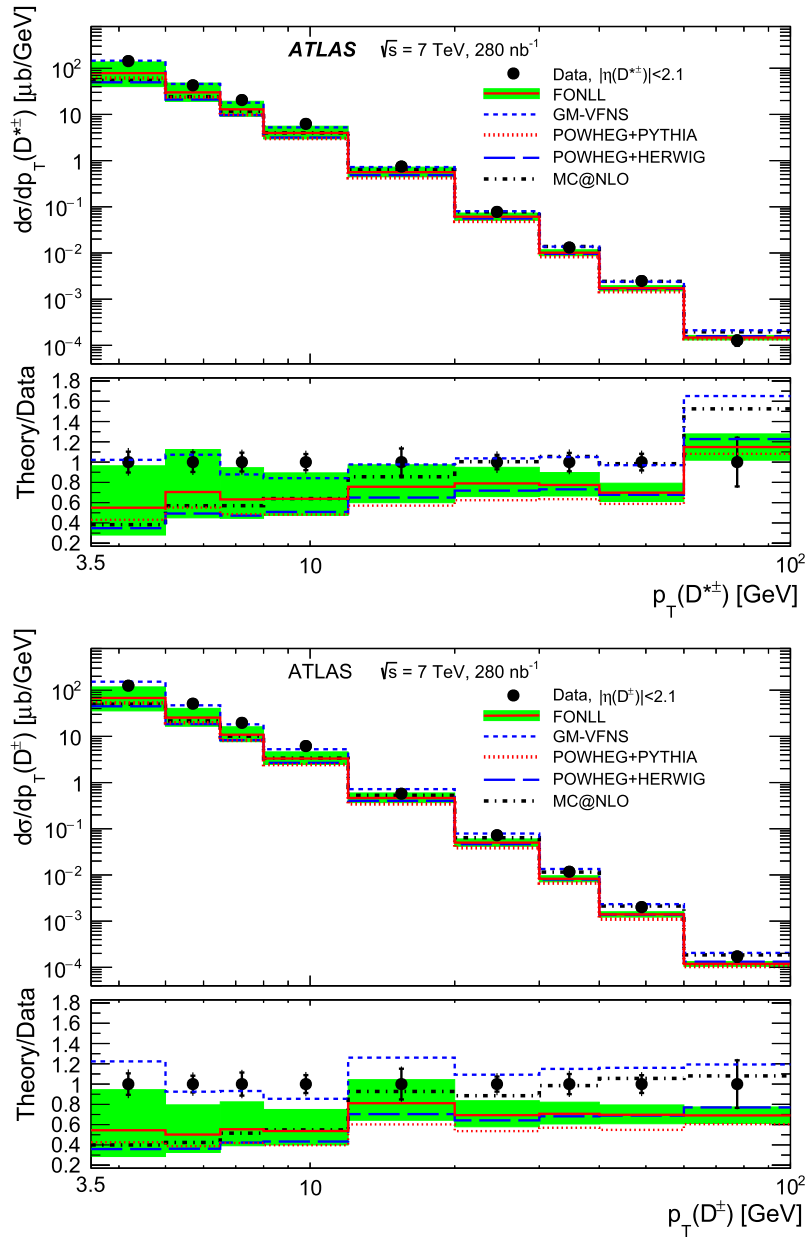 ATLAS √s = 7 TeV, 280 nb⁻¹
Data, |η(D*±)|<2.1
FONLL
GM-VFNS
POWHEG+PYTHIA
POWHEG+HERWIG
MC@NLO
dσ/dp_T(D*±) [μb/GeV]
10²
10
1
10⁻¹
10⁻²
10⁻³
10⁻⁴
Theory/Data
1.8
1.6
1.4
1.2
1.0
0.8
0.6
0.4
0.2
3.5 10 10²
p_T(D*±) [GeV]
ATLAS √s = 7 TeV, 280 nb⁻¹
Data, |η(D±)|<2.1
FONLL
GM-VFNS
POWHEG+PYTHIA
POWHEG+HERWIG
MC@NLO
dσ/dp_T(D±) [μb/GeV]
10²
10
1
10⁻¹
10⁻²
10⁻³
10⁻⁴
Theory/Data
1.8
1.6
1.4
1.2
1.0
0.8
0.6
0.4
0.2
3.5 10 10²
p_T(D±) [GeV]